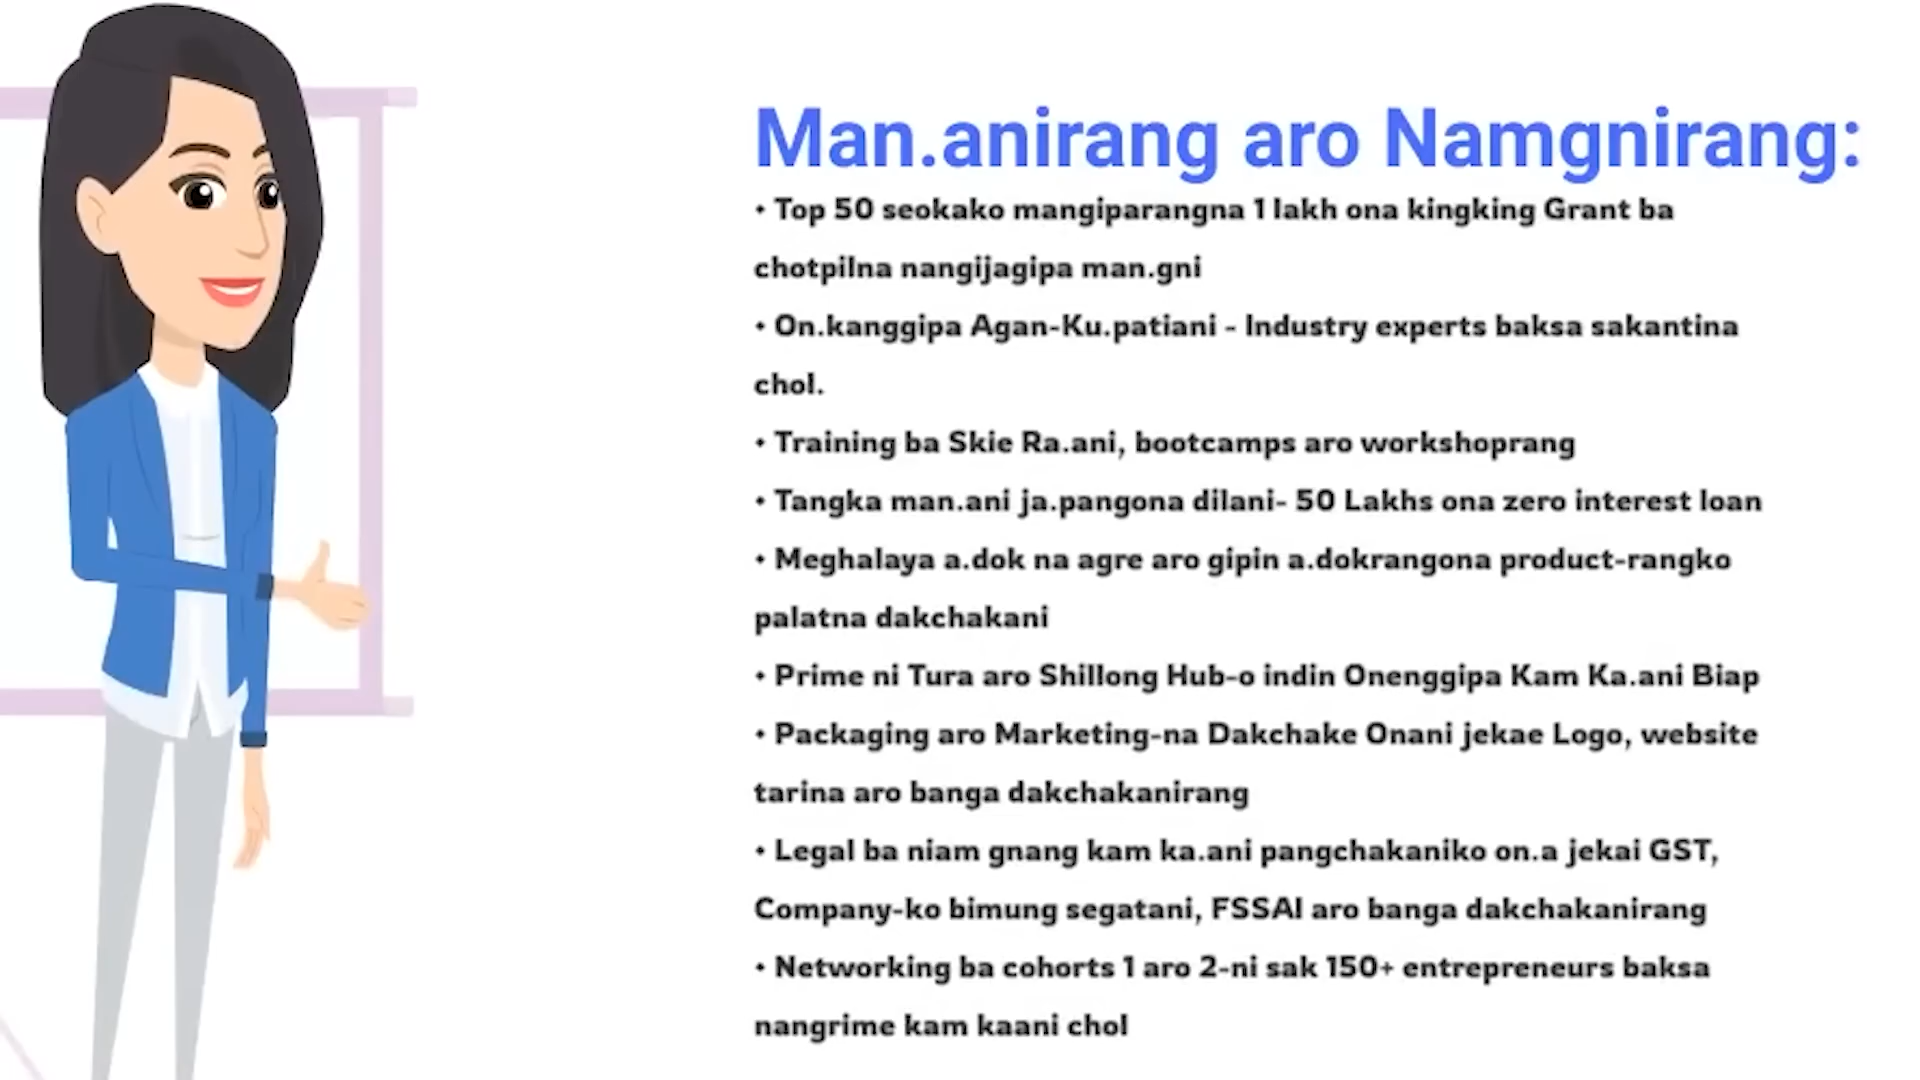 Man.anirang aro Namgnirang:
• Top 50 seokako mangiparangna 1 lakh ona kingking Grant ba
chotpilna nangijagipa man.gni
• On.kanggipa Agan-Ku.patiani - Industry experts baksa sakantina
chol.
• Training ba Skie Ra.ani, bootcamps aro workshoprang
• Tangka man.ani ja.pangona dilani- 50 Lakhs ona zero interest loan
• Meghalaya a.dok na agre aro gipin a.dokrangona product-rangko
palatna dakchakani
• Prime ni Tura aro Shillong Hub-o indin Onenggipa Kam Ka.ani Biap
• Packaging aro Marketing-na Dakchake Onani jekae Logo, website
tarina aro banga dakchakanirang
• Legal ba niam gnang kam ka.ani pangchakaniko on.a jekai GST,
Company-ko bimung segatani, FSSAI aro banga dakchakanirang
• Networking ba cohorts 1 aro 2-ni sak 150+ entrepreneurs baksa
nangrime kam kaani chol